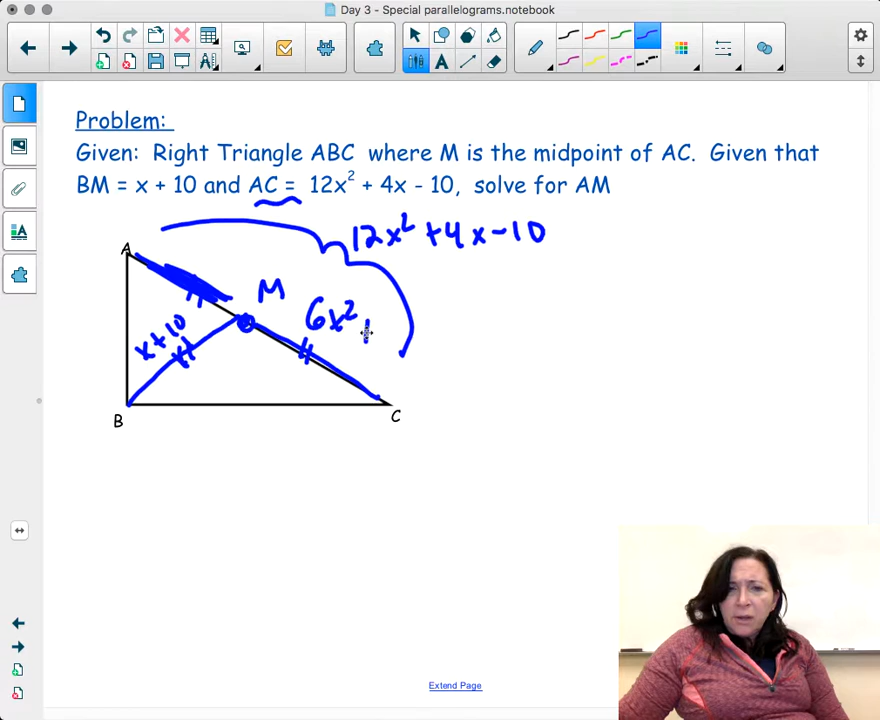 Day 3 - Special parallelograms.notebook
Problem:
Given: Right Triangle ABC where M is the midpoint of AC. Given that
BM = x + 10 and AC = 12x² + 4x - 10, solve for AM
12x² +4x-10
A
M
6x²
x+10
B
C
Extend Page